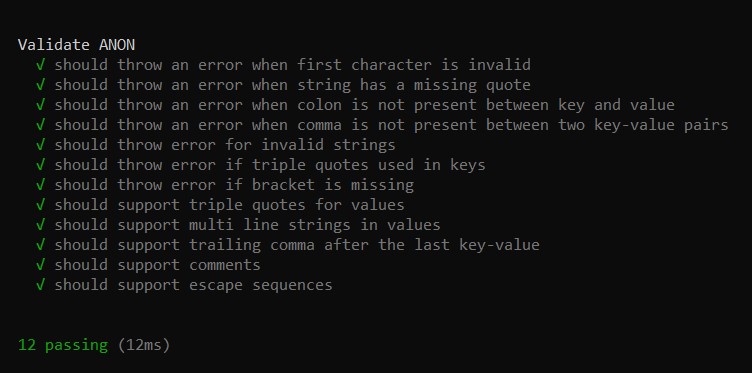 Validate ANON
√ should throw an error when first character is invalid
√ should throw an error when string has a missing quote
√ should throw an error when colon is not present between key and value
√ should throw an error when comma is not present between two key-value pairs
√ should throw error for invalid strings
√ should throw error if triple quotes used in keys
√ should throw error if bracket is missing
√ should support triple quotes for values
√ should support multi line strings in values
√ should support trailing comma after the last key-value
√ should support comments
√ should support escape sequences
12 passing (12ms)